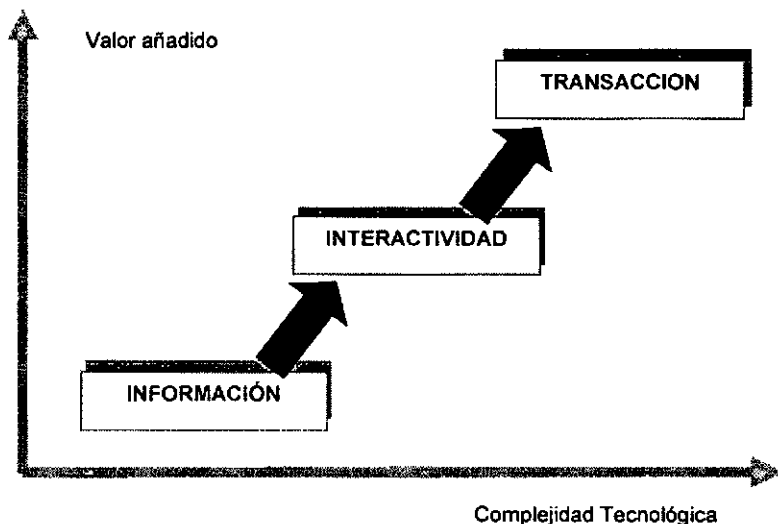 Valor añadido
TRANSACCION
INTERACTIVIDAD
INFORMACIÓN
Complejidad Tecnológica